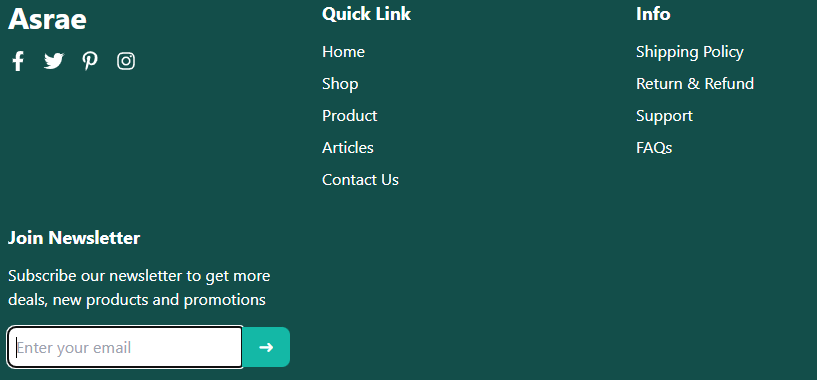 Asrae
Quick Link
Home
Shop
Product
Articles
Contact Us
Info
Shipping Policy
Return & Refund
Support
FAQs
Join Newsletter
Subscribe our newsletter to get more
deals, new products and promotions
Enter your email